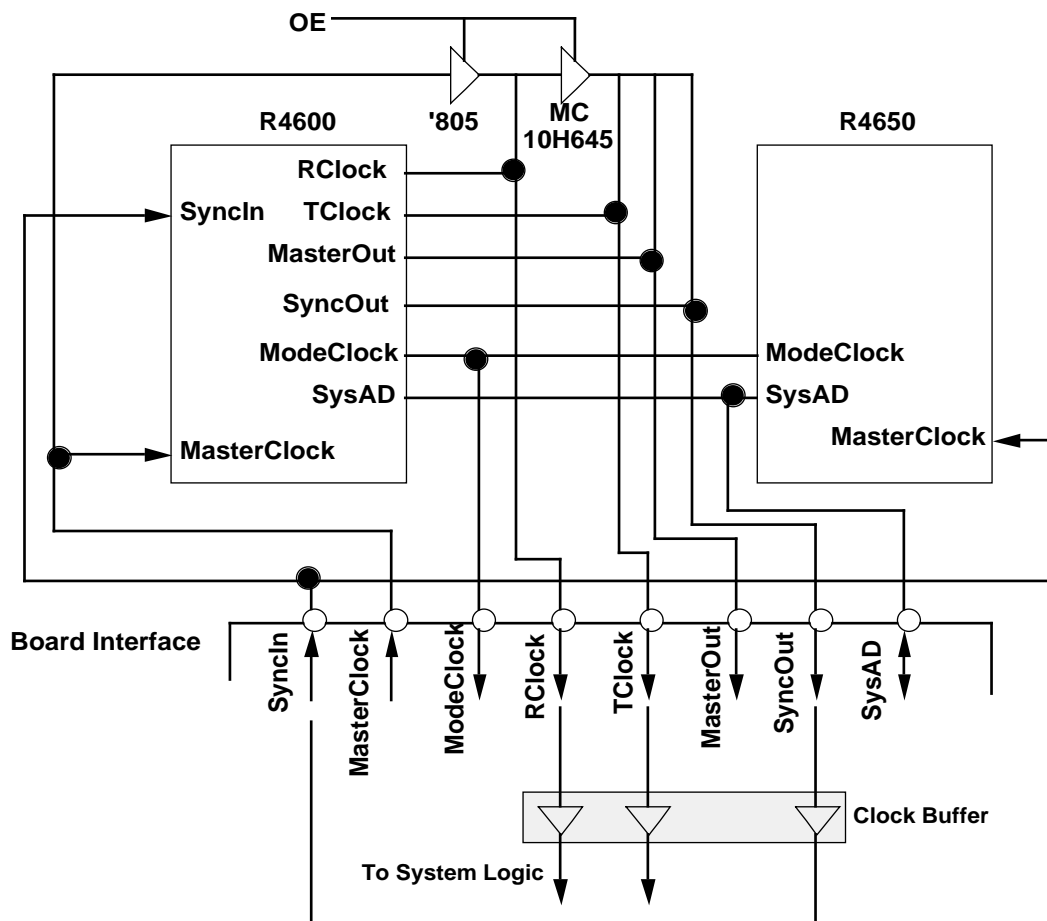 OE
'805
MC
10H645
R4600
R4650
RClock
SyncIn
TClock
MasterOut
SyncOut
ModeClock
ModeClock
SysAD
SysAD
MasterClock
MasterClock
Board Interface
SyncIn
MasterClock
ModeClock
RClock
TClock
MasterOut
SyncOut
SysAD
Clock Buffer
To System Logic